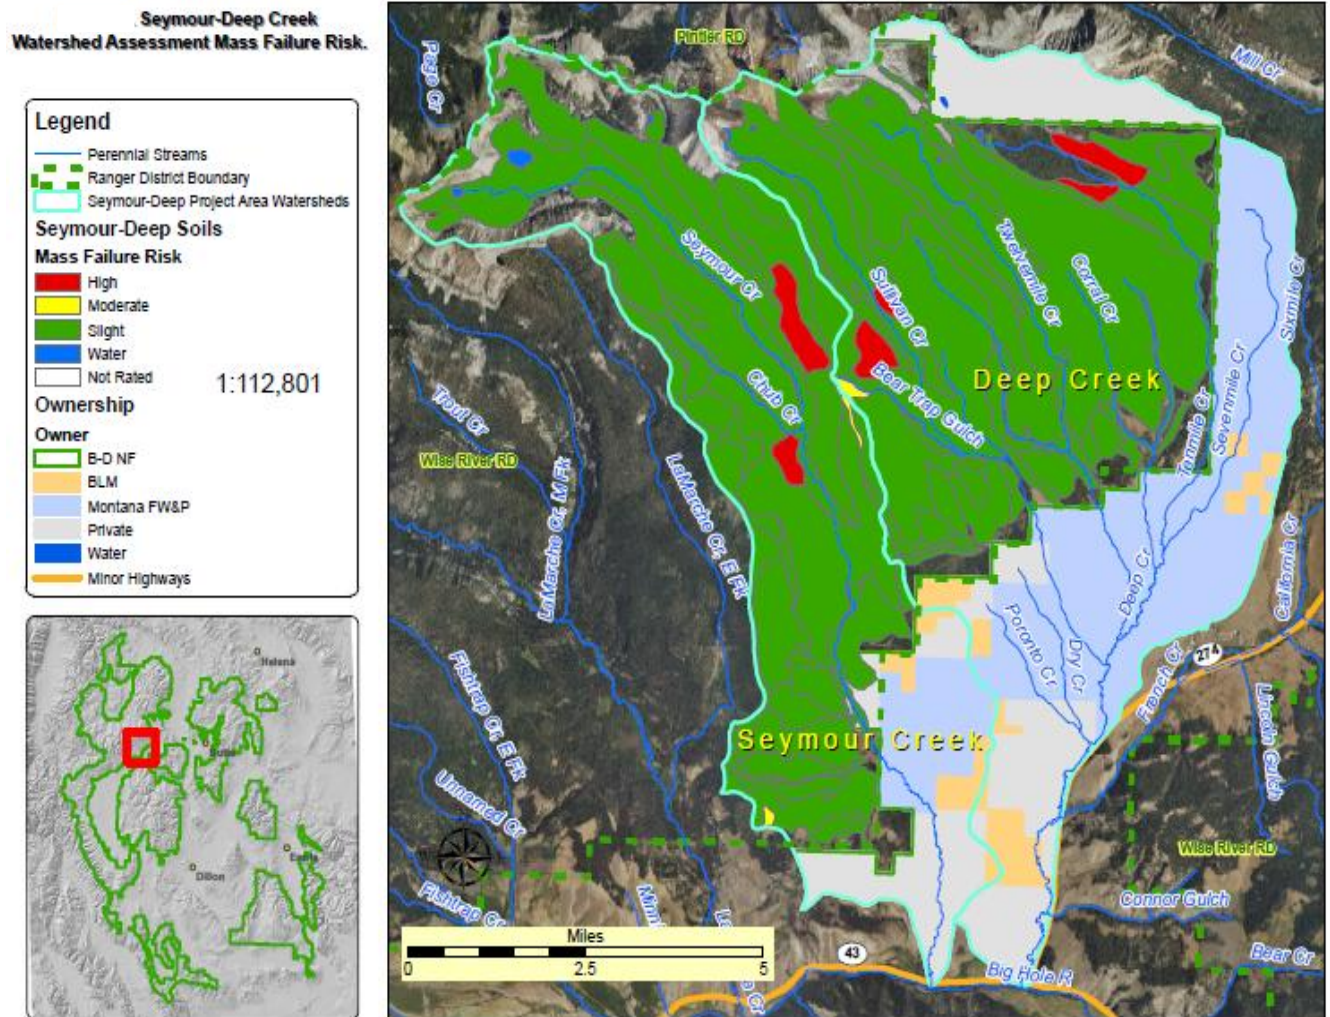 Seymour-Deep Creek
Watershed Assessment Mass Failure Risk.
Legend
Perennial Streams
Ranger District Boundary
Seymour-Deep Project Area Watersheds
Seymour-Deep Soils
Mass Failure Risk
High
Moderate
Slight
Water
Not Rated
1:112,801
Ownership
Owner
B-D NF
BLM
Montana FW&P
Private
Water
Minor Highways
Helena
Butte
Ennis
Dillon
Page Cr
Pintler RD
Mill Cr
Seymour Cr
Sullivan Cr
Twelvemile Cr
Corral Cr
Sixmile Cr
Sevenmile Cr
Tenmile Cr
Deep Creek
Bear Trap Gulch
Chub Cr
Trout Cr
Wise River RD
LaMarche Cr, M Fk
LaMarche Cr, E Fk
California Cr
Deep Cr
Poronto Cr
Dry Cr
French Cr
274
Lincoln Gulch
Fishtrap Cr, E Fk
Unnamed Cr
Seymour Creek
Wise River RD
Fishtrap Cr
Connor Gulch
Bear Cr
Big Hole R
43
Miles
0 2.5 5